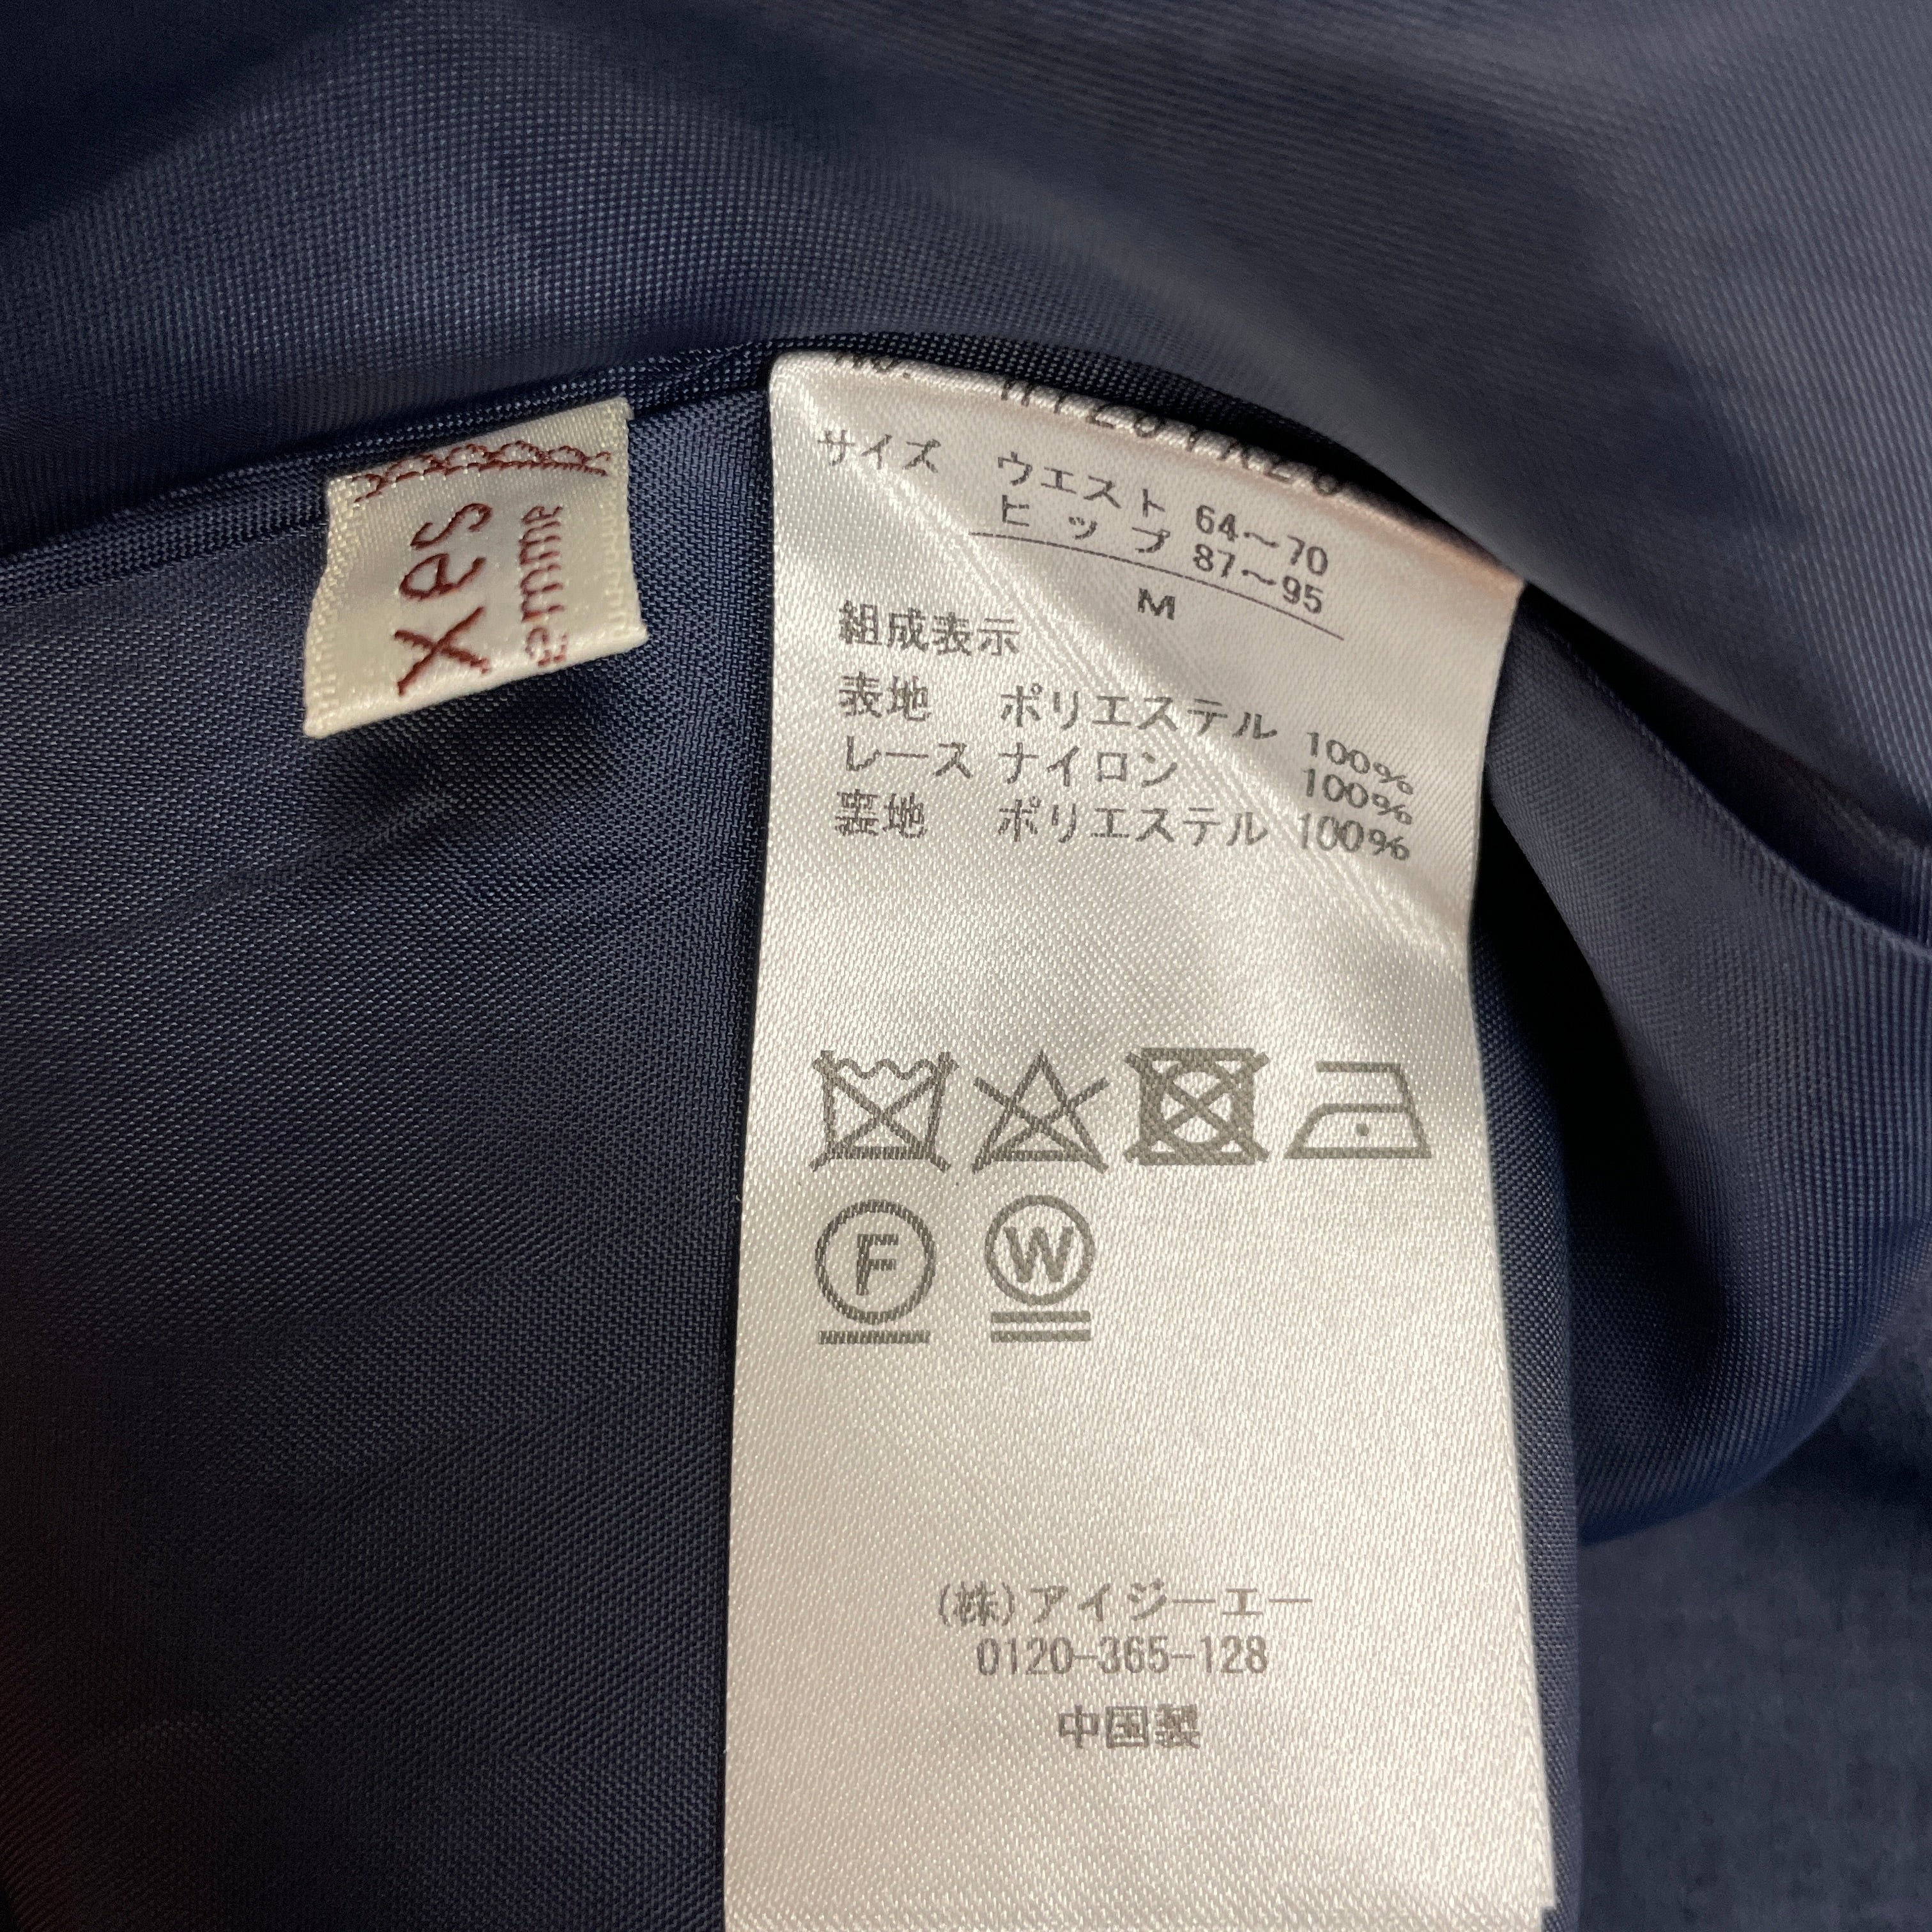 xes
サイズ ウエスト 64～70
ヒップ 87～95
M
組成表示
表地 ポリエステル 100%
レース ナイロン 100%
裏地 ポリエステル 100%
F
W
(株)アイジーエー
0120-365-128
中国製